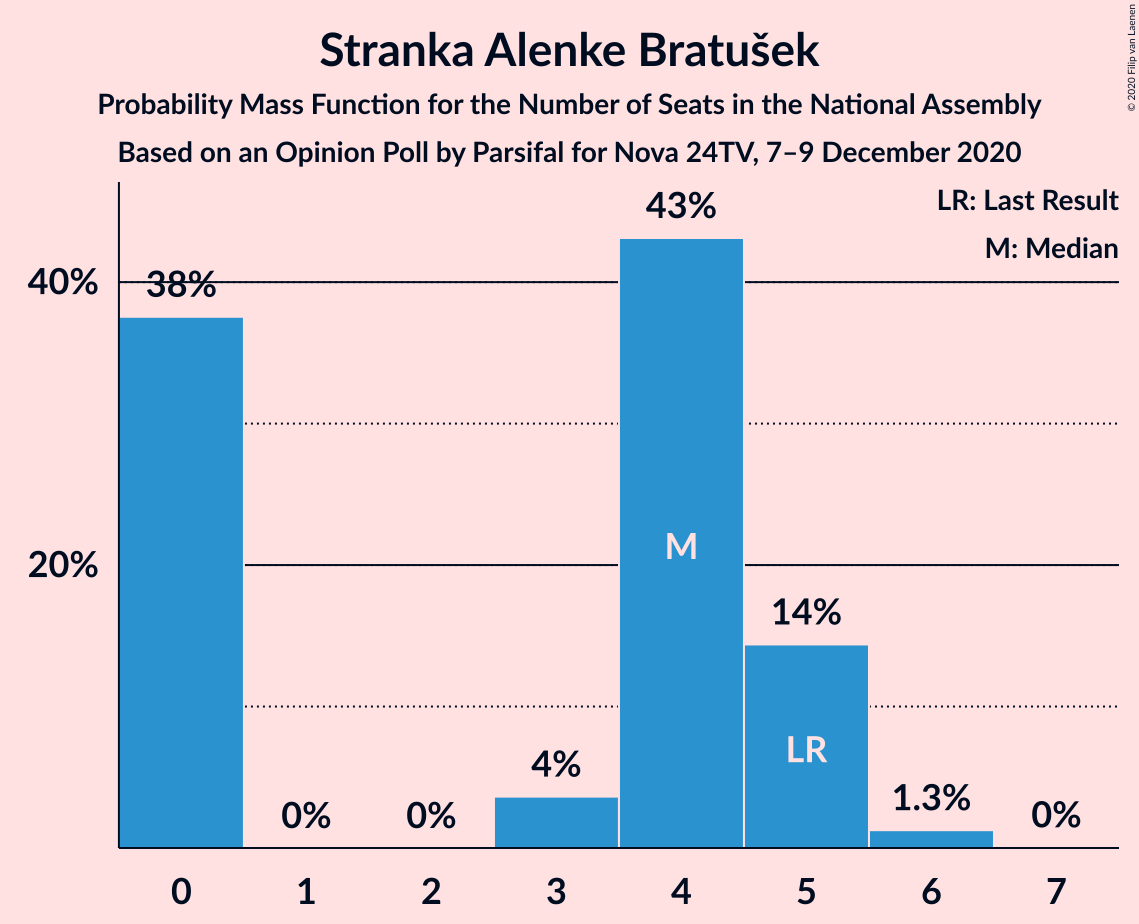 Stranka Alenke Bratušek
Probability Mass Function for the Number of Seats in the National Assembly
Based on an Opinion Poll by Parsifal for Nova 24TV, 7–9 December 2020
© 2020 Filip van Laenen
LR: Last Result
M: Median
43%
40%
38%
M
20%
14%
LR
4%
1.3%
0%
0%
0%
0 1 2 3 4 5 6 7